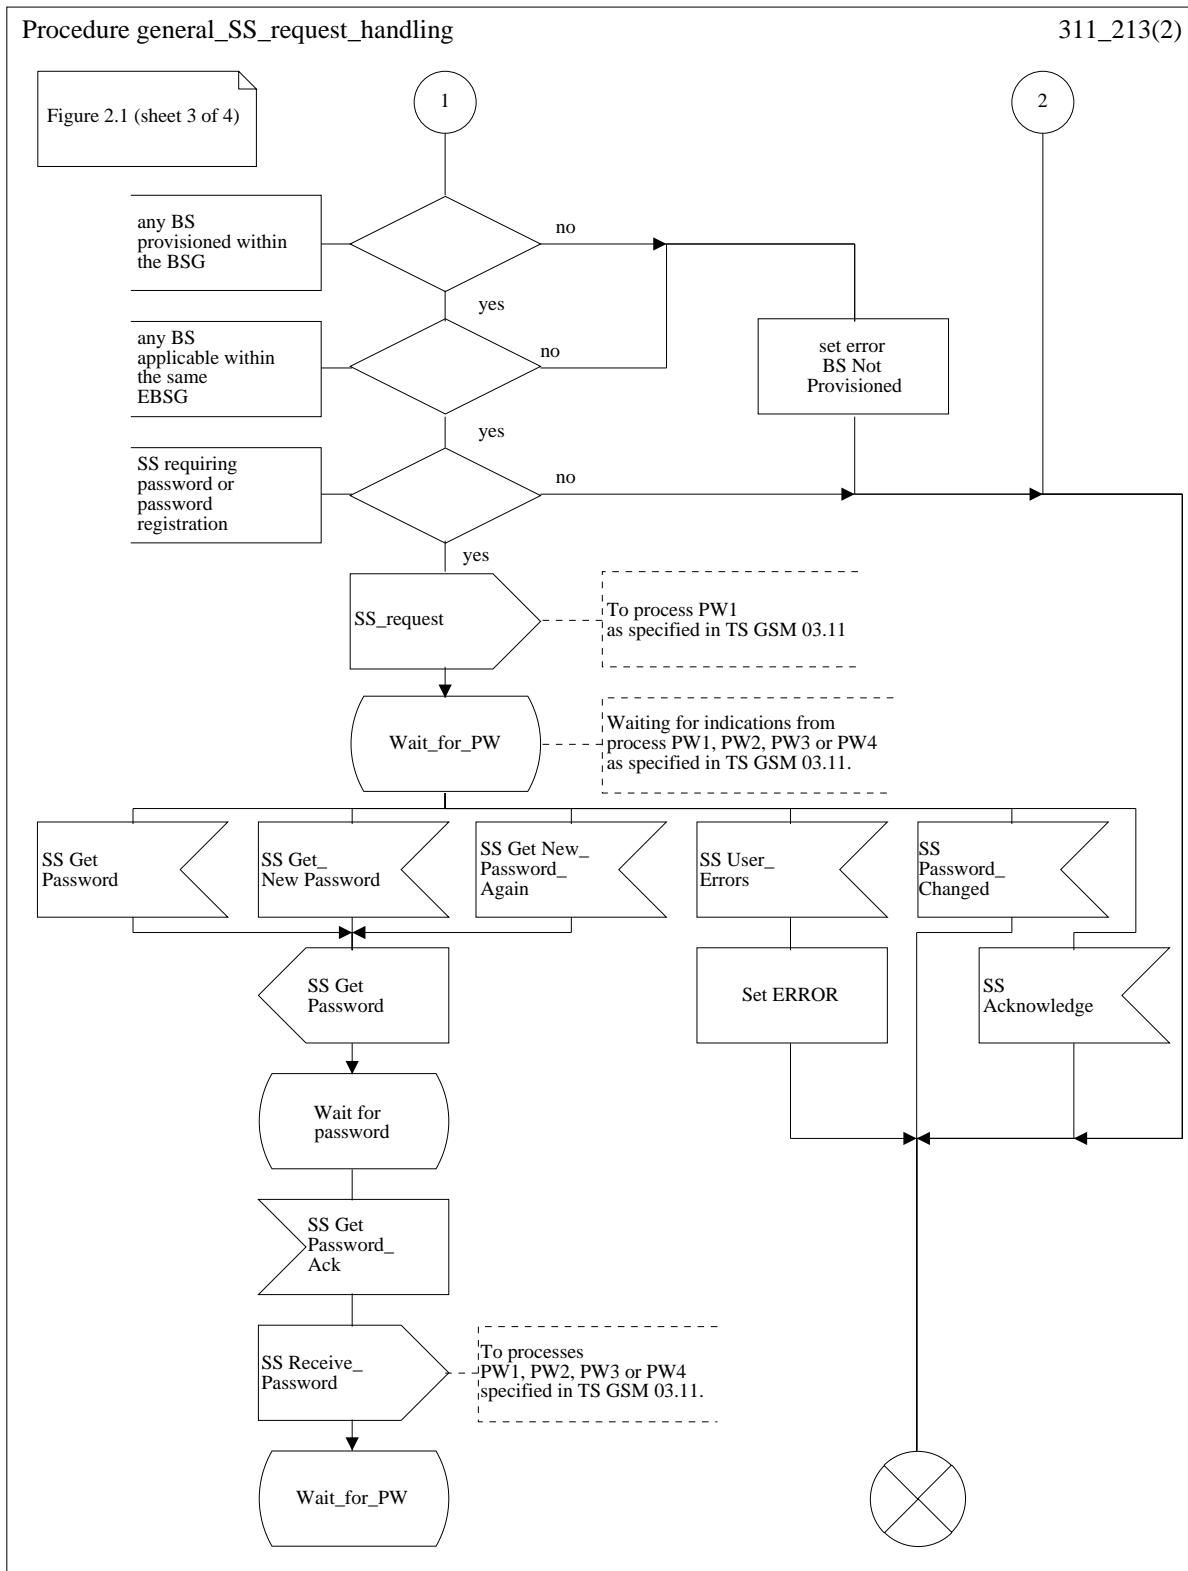 Procedure general_SS_request_handling
311_213(2)
Figure 2.1 (sheet 3 of 4)
1
2
any BS
provisioned within
the BSG
no
yes
any BS
applicable within
the same
EBSG
no
set error
BS Not
Provisioned
yes
SS requiring
password or
password
registration
no
yes
SS_request
To process PW1
as specified in TS GSM 03.11
Wait_for_PW
Waiting for indications from
process PW1, PW2, PW3 or PW4
as specified in TS GSM 03.11.
SS Get
Password
SS Get_
New Password
SS Get New_
Password_
Again
SS User_
Errors
SS
Password_
Changed
SS Get
Password
Set ERROR
SS
Acknowledge
Wait for
password
SS Get
Password_
Ack
SS Receive_
Password
To processes
PW1, PW2, PW3 or PW4
specified in TS GSM 03.11.
Wait_for_PW